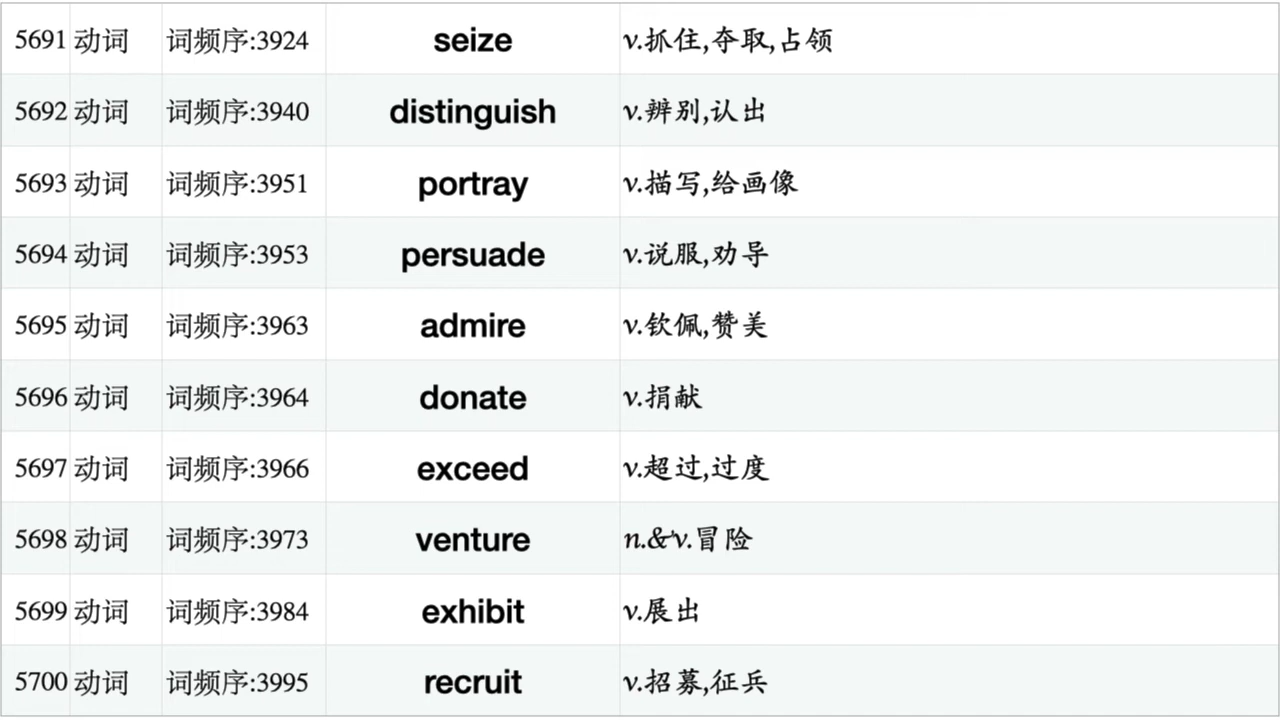 5691 动词 词频序:3924 seize v.抓住,夺取,占领
5692 动词 词频序:3940 distinguish v.辨别,认出
5693 动词 词频序:3951 portray v.描写,给画像
5694 动词 词频序:3953 persuade v.说服,劝导
5695 动词 词频序:3963 admire v.钦佩,赞美
5696 动词 词频序:3964 donate v.捐献
5697 动词 词频序:3966 exceed v.超过,过度
5698 动词 词频序:3973 venture n.&v.冒险
5699 动词 词频序:3984 exhibit v.展出
5700 动词 词频序:3995 recruit v.招募,征兵